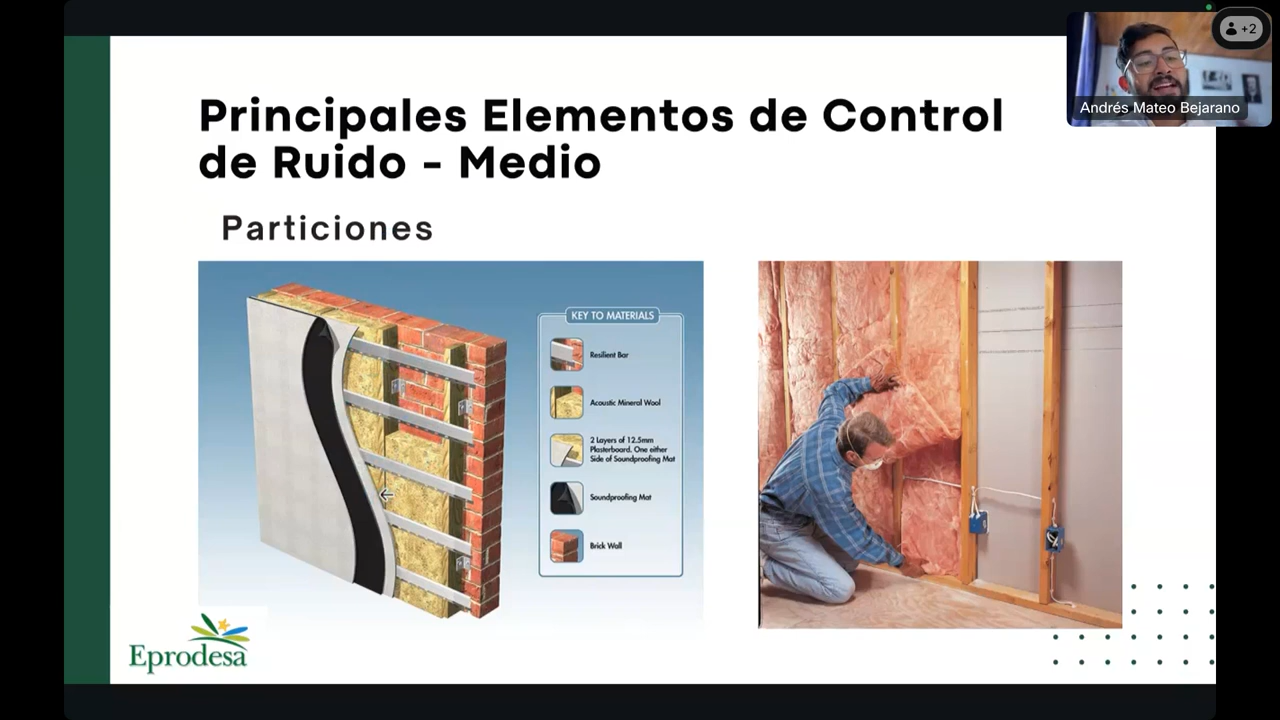 +2
Andrés Mateo Bejarano
Principales Elementos de Control
de Ruido - Medio
Particiones
KEY TO MATERIALS
Resilient Bar
Acoustic Mineral Wool
2 Layers of 12.5mm
Plasterboard. One either
Side of Soundproofing Mat
Soundproofing Mat
Brick Wall
Eprodesa